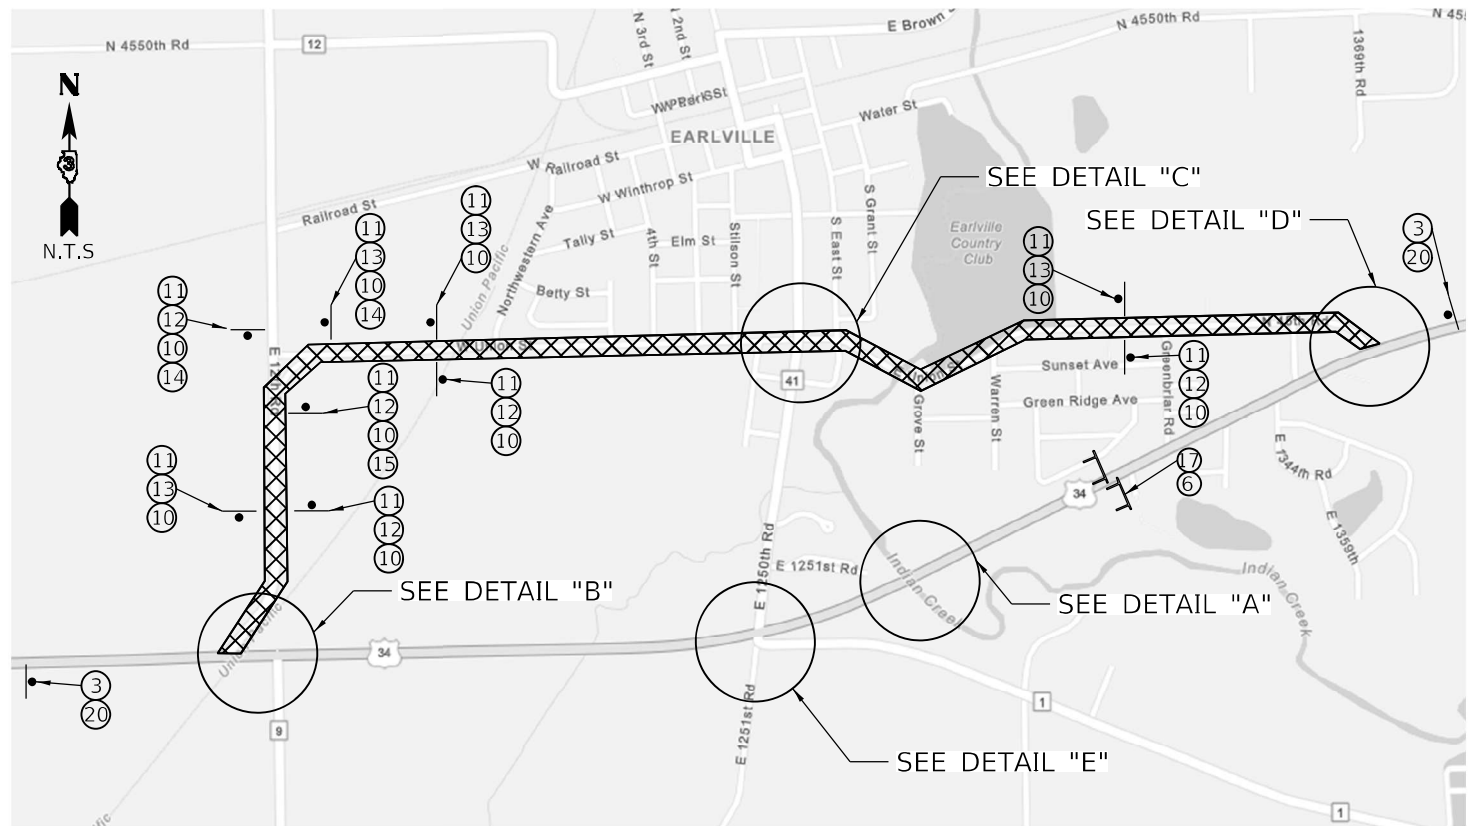 N 4550th Rd
12
N 3rd St
N 2nd St
E Brown
N 4550th Rd
1369th Rd
N
3
N.T.S
EARLVILLE
Water St
W Railroad St
W Winthrop St
Railroad St
Tally St
4th St
Elm St
Stilson St
S East St
S Grant St
Northwestern Ave
Union Pacific
Betty St
Earlville
Country
Club
SEE DETAIL "C"
SEE DETAIL "D"
3
20
11
13
10
11
13
10
14
11
12
10
14
11
13
10
W Union St
41
Sunset Ave
Green Ridge Ave
Grove St
Warren St
Greenbriar Rd
11
12
10
11
12
10
15
11
12
10
11
13
10
11
12
10
17
6
34
E 1344th Rd
E 1359th
E 1250th Rd
E 1251st Rd
Indian Creek
Indian Creek
SEE DETAIL "B"
SEE DETAIL "A"
34
3
20
9
E 1251st Rd
1
SEE DETAIL "E"
1